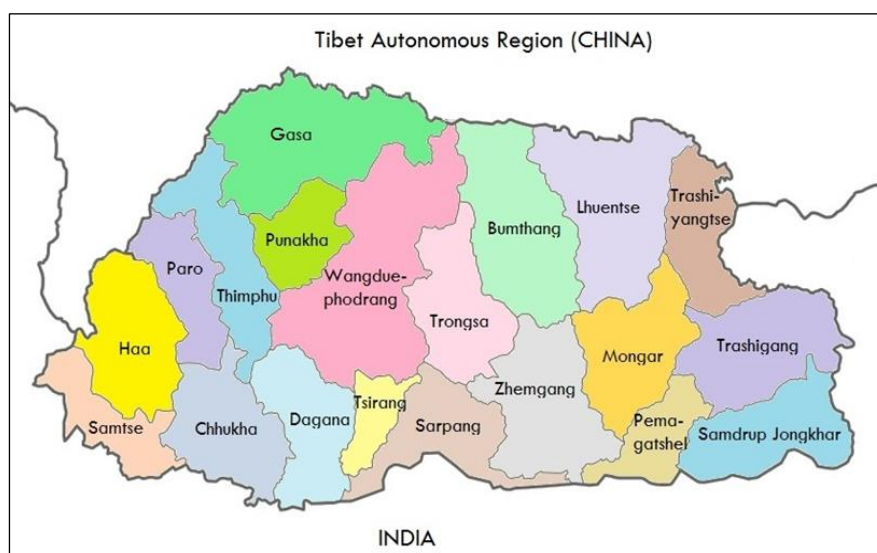 Tibet Autonomous Region (CHINA)
Gasa
Trashi-
yangtse
Lhuentse
Punakha
Bumthang
Paro
Wangdue-
phodrang
Thimphu
Trongsa
Haa
Mongar
Trashigang
Zhemgang
Tsirang
Samtse
Chhukha
Dagana
Sarpang
Pema-
gatshel
Samdrup Jongkhar
INDIA